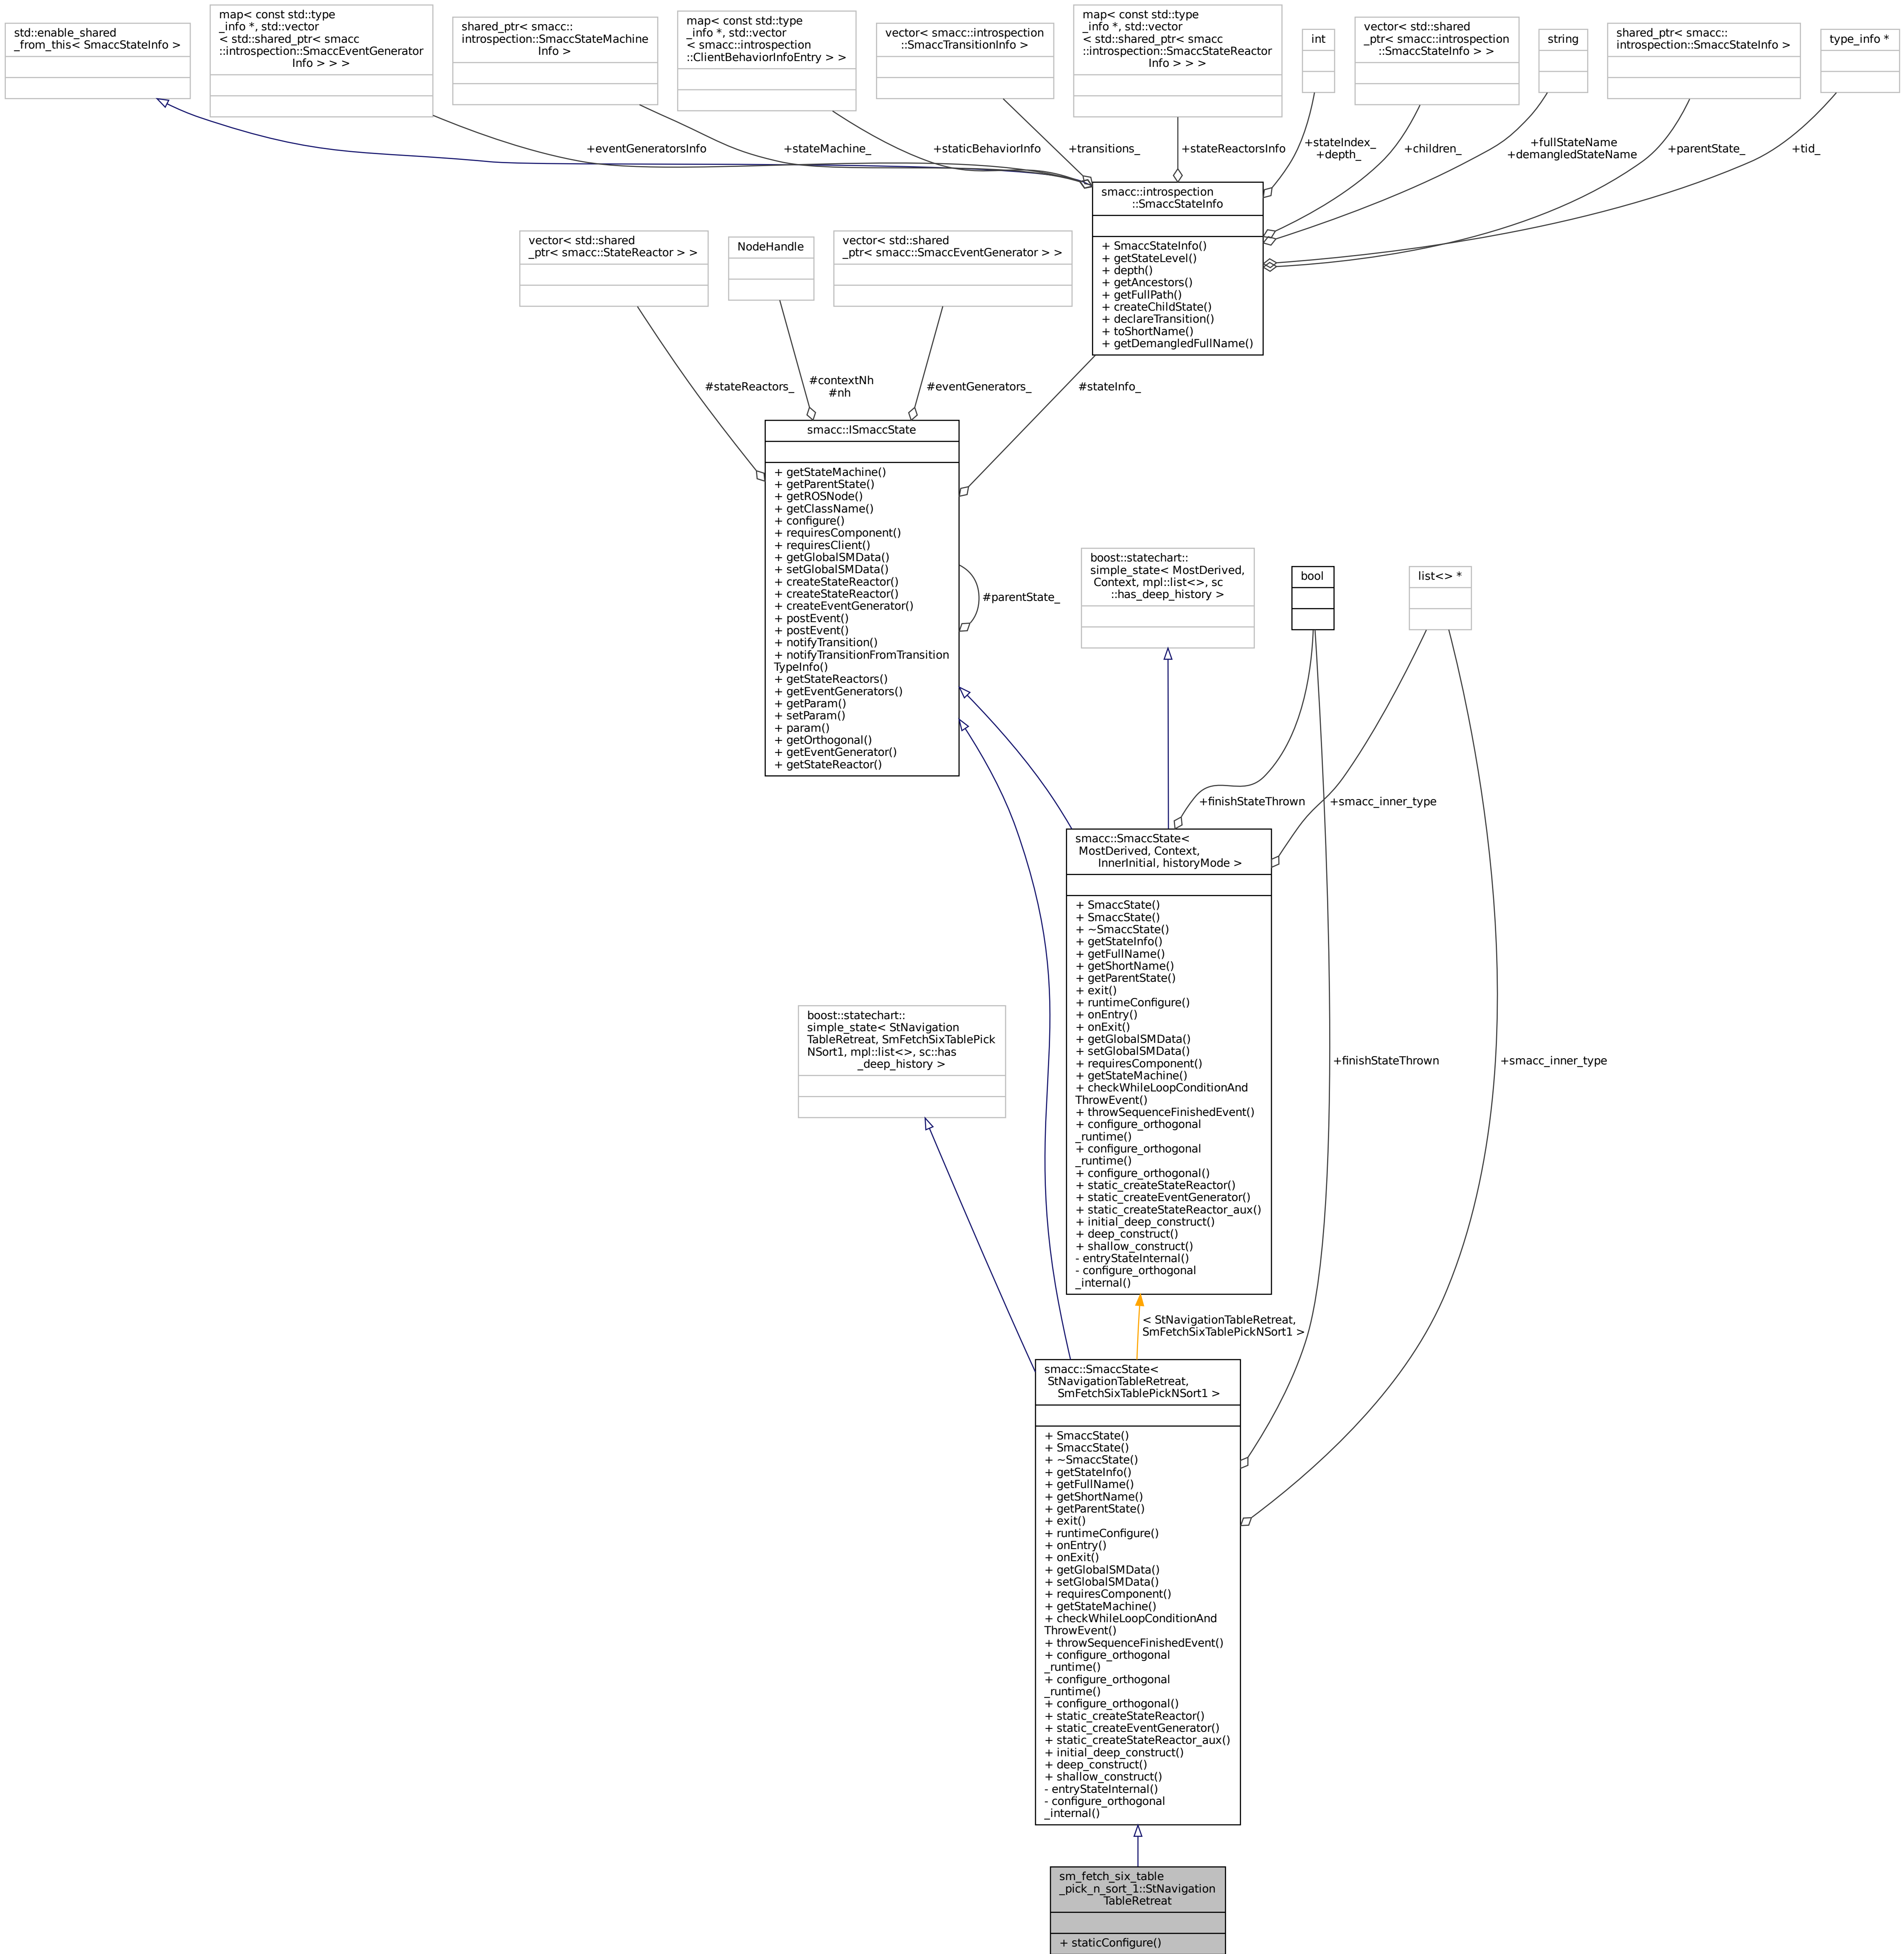 std::enable_shared
_from_this< SmaccStateInfo >
map< const std::type
_info *, std::vector
< std::shared_ptr< smacc
::introspection::SmaccEventGenerator
Info > > >
shared_ptr< smacc::
introspection::SmaccStateMachine
Info >
map< const std::type
_info *, std::vector
< smacc::introspection
::ClientBehaviorInfoEntry > >
vector< smacc::introspection
::SmaccTransitionInfo >
map< const std::type
_info *, std::vector
< std::shared_ptr< smacc
::introspection::SmaccStateReactor
Info > > >
int
vector< std::shared
_ptr< smacc::introspection
::SmaccStateInfo > >
string
shared_ptr< smacc::
introspection::SmaccStateInfo >
type_info *
+eventGeneratorsInfo
+stateMachine_
+staticBehaviorInfo
+transitions_
+stateReactorsInfo
+stateIndex_
+depth_
+children_
+fullStateName
+demangledStateName
+parentState_
+tid_
smacc::introspection
::SmaccStateInfo
+ SmaccStateInfo()
+ getStateLevel()
+ depth()
+ getAncestors()
+ getFullPath()
+ createChildState()
+ declareTransition()
+ toShortName()
+ getDemangledFullName()
vector< std::shared
_ptr< smacc::StateReactor > >
NodeHandle
vector< std::shared
_ptr< smacc::SmaccEventGenerator > >
#stateReactors_
#contextNh
#nh
#eventGenerators_
#stateInfo_
smacc::ISmaccState
+ getStateMachine()
+ getParentState()
+ getROSNode()
+ getClassName()
+ configure()
+ requiresComponent()
+ requiresClient()
+ getGlobalSMData()
+ setGlobalSMData()
+ createStateReactor()
+ createStateReactor()
+ createEventGenerator()
+ postEvent()
+ postEvent()
+ notifyTransition()
+ notifyTransitionFromTransition
TypeInfo()
+ getStateReactors()
+ getEventGenerators()
+ getParam()
+ setParam()
+ param()
+ getOrthogonal()
+ getEventGenerator()
+ getStateReactor()
#parentState_
boost::statechart::
simple_state< MostDerived,
Context, mpl::list<>, sc
::has_deep_history >
bool
list<> *
+finishStateThrown
+smacc_inner_type
smacc::SmaccState<
MostDerived, Context,
InnerInitial, historyMode >
+ SmaccState()
+ SmaccState()
+ ~SmaccState()
+ getStateInfo()
+ getFullName()
+ getShortName()
+ getParentState()
+ exit()
+ runtimeConfigure()
+ onEntry()
+ onExit()
+ getGlobalSMData()
+ setGlobalSMData()
+ requiresComponent()
+ getStateMachine()
+ checkWhileLoopConditionAnd
ThrowEvent()
+ throwSequenceFinishedEvent()
+ configure_orthogonal
_runtime()
+ configure_orthogonal
_runtime()
+ configure_orthogonal()
+ static_createStateReactor()
+ static_createEventGenerator()
+ static_createStateReactor_aux()
+ initial_deep_construct()
+ deep_construct()
+ shallow_construct()
- entryStateInternal()
- configure_orthogonal
_internal()
boost::statechart::
simple_state< StNavigation
TableRetreat, SmFetchSixTablePick
NSort1, mpl::list<>, sc::has
_deep_history >
+finishStateThrown
+smacc_inner_type
< StNavigationTableRetreat,
SmFetchSixTablePickNSort1 >
smacc::SmaccState<
StNavigationTableRetreat,
SmFetchSixTablePickNSort1 >
+ SmaccState()
+ SmaccState()
+ ~SmaccState()
+ getStateInfo()
+ getFullName()
+ getShortName()
+ getParentState()
+ exit()
+ runtimeConfigure()
+ onEntry()
+ onExit()
+ getGlobalSMData()
+ setGlobalSMData()
+ requiresComponent()
+ getStateMachine()
+ checkWhileLoopConditionAnd
ThrowEvent()
+ throwSequenceFinishedEvent()
+ configure_orthogonal
_runtime()
+ configure_orthogonal
_runtime()
+ configure_orthogonal()
+ static_createStateReactor()
+ static_createEventGenerator()
+ static_createStateReactor_aux()
+ initial_deep_construct()
+ deep_construct()
+ shallow_construct()
- entryStateInternal()
- configure_orthogonal
_internal()
sm_fetch_six_table
_pick_n_sort_1::StNavigation
TableRetreat
+ staticConfigure()